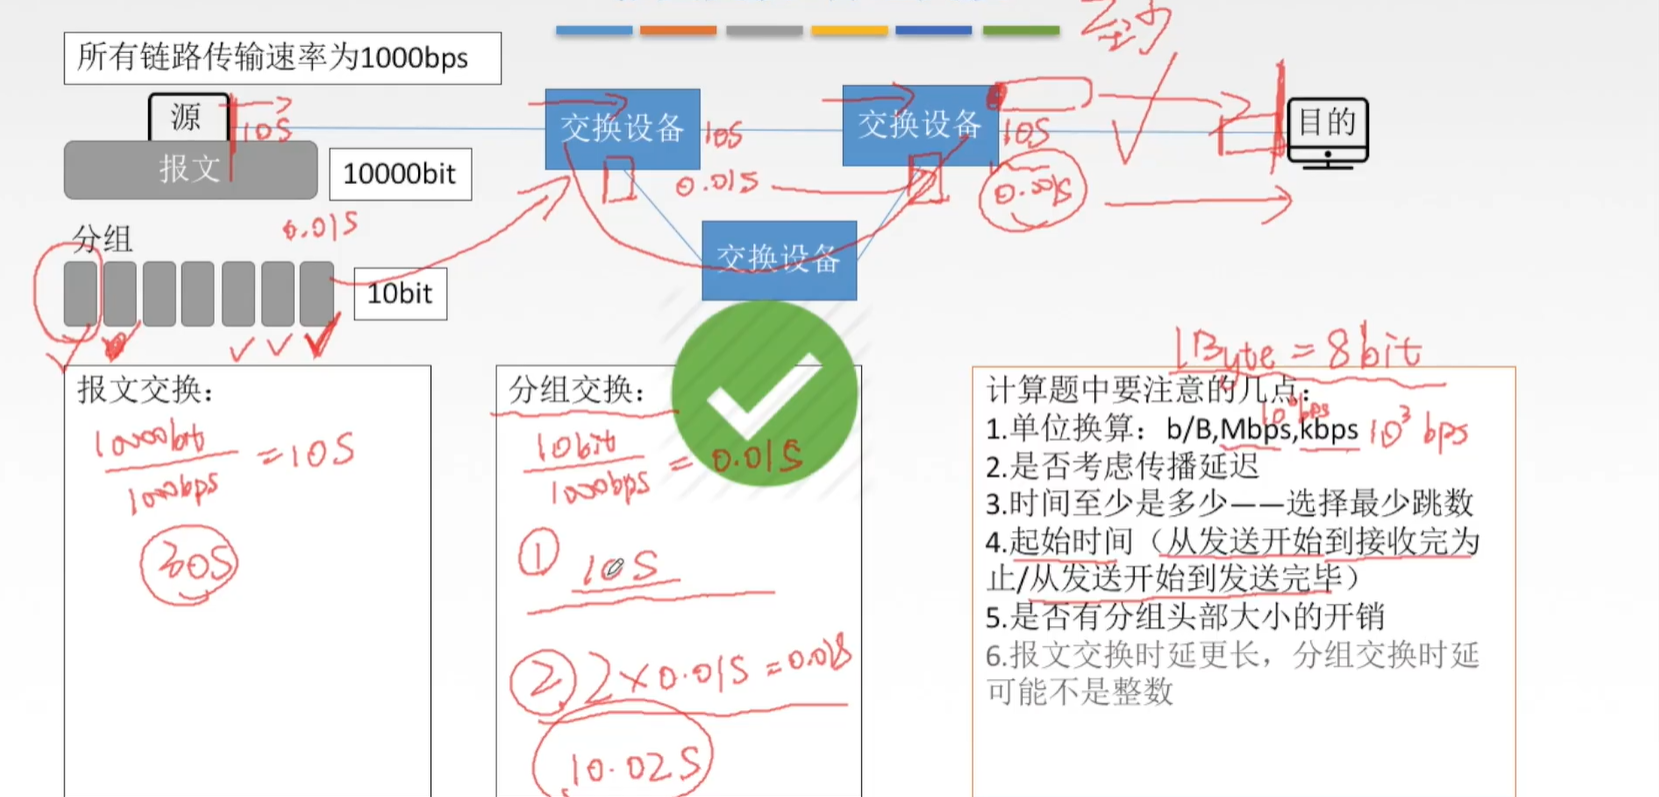 至少
所有链路传输速率为1000bps
源
10S
交换设备
10S
交换设备
10S
目的
报文
10000bit
0.01S
0.01S
0.01S
分组
交换设备
10bit
1Byte = 8bit
报文交换：
10000bit
1000bps
=10S
30S
分组交换：
10bit
1000bps
= 0.01S
① 10S
② 2×0.01S=0.02S
10.02S
计算题中要注意的几点：
1.单位换算：b/B,Mbps,kbps 10³ bps
10⁶bps
2.是否考虑传播延迟
3.时间至少是多少——选择最少跳数
4.起始时间（从发送开始到接收完为
止/从发送开始到发送完毕）
5.是否有分组头部大小的开销
6.报文交换时延更长，分组交换时延
可能不是整数